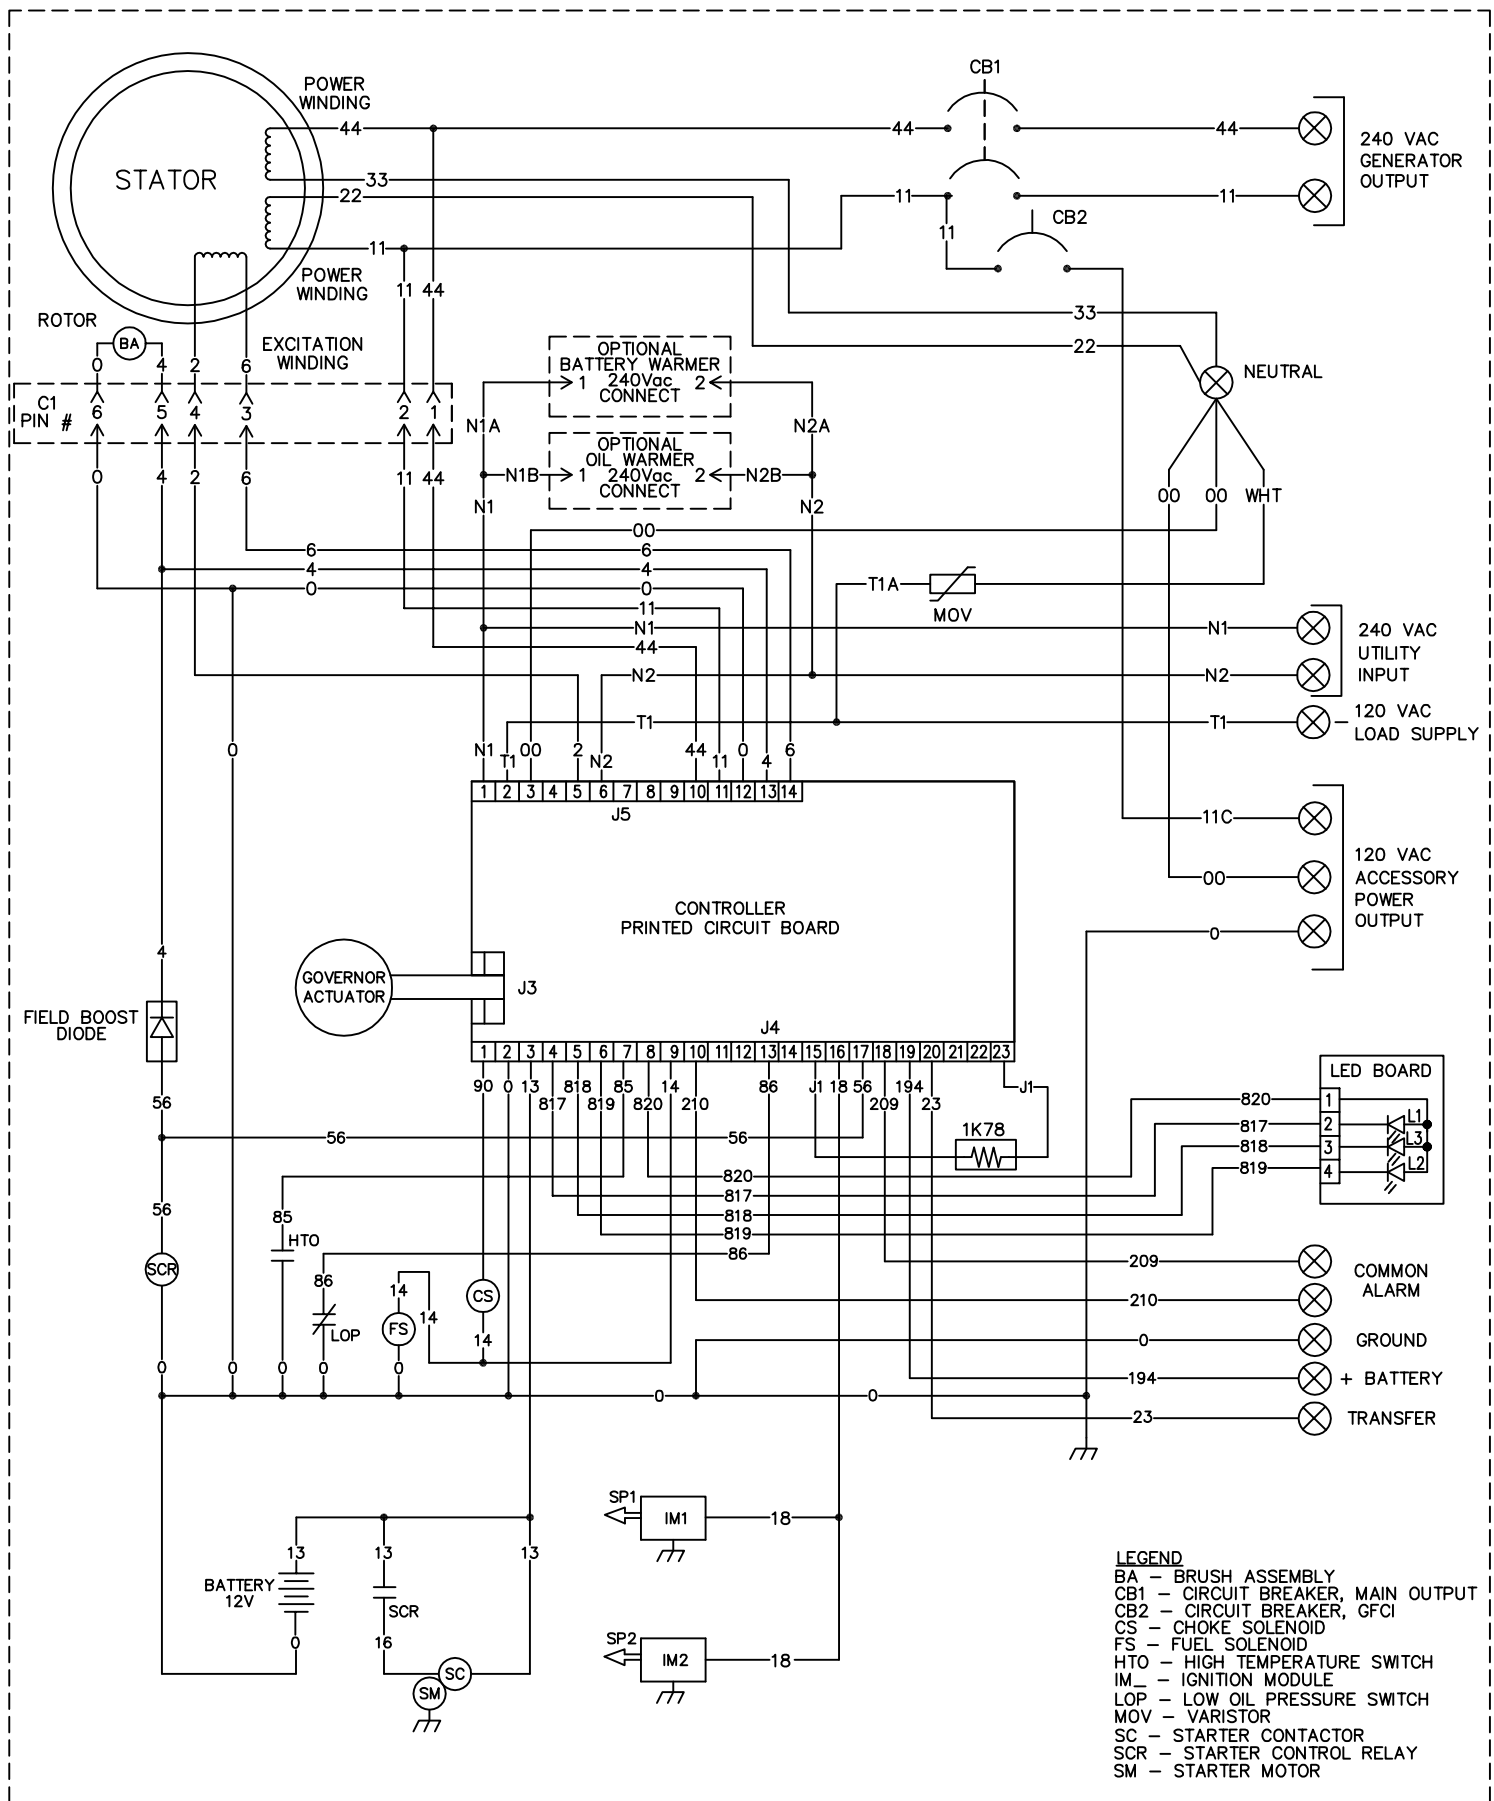 CB1
POWER
WINDING
44
44
44
240 VAC
GENERATOR
OUTPUT
STATOR
33
22
11
11
CB2
11
11
POWER
WINDING
11 44
33
22
ROTOR
BA
EXCITATION
WINDING
0 4 2 6
C1
PIN #
6 5 4 3 2 1
0 4 2 6 11 44
OPTIONAL
BATTERY WARMER
1 240Vac 2
CONNECT
N1A
N2A
OPTIONAL
OIL WARMER
N1B 1 240Vac 2 N2B
CONNECT
N1
N2
NEUTRAL
00 00 WHT
00
6 6
4 4
0 0
11
N1 N1
44
N2 N2
T1 T1
T1A
MOV
240 VAC
UTILITY
INPUT
120 VAC
LOAD SUPPLY
0
N1 T1 00 2 N2 44 11 0 4 6
1 2 3 4 5 6 7 8 9 10 11 12 13 14
J5
11C
00
0
120 VAC
ACCESSORY
POWER
OUTPUT
CONTROLLER
PRINTED CIRCUIT BOARD
4
GOVERNOR
ACTUATOR
J3
FIELD BOOST
DIODE
J4
1 2 3 4 5 6 7 8 9 10 11 12 13 14 15 16 17 18 19 20 21 22 23
90 0 13 817 818 819 85 820 14 210 86 J1 18 56 209 194 23 J1
LED BOARD
820 1
817 2 L1
818 3 L3
819 4 L2
56
56 56
1K78
820
817
818
819
86
56
85
HTO
SCR
86
LOP
14
FS
14
CS
14
209
210
COMMON
ALARM
0
GROUND
194
+ BATTERY
23
TRANSFER
0 0 0 0 0
0 0
13 13 13
BATTERY
12V
SCR
0
16
SC
SM
SP1
IM1
18
SP2
IM2
18
LEGEND
BA – BRUSH ASSEMBLY
CB1 – CIRCUIT BREAKER, MAIN OUTPUT
CB2 – CIRCUIT BREAKER, GFCI
CS – CHOKE SOLENOID
FS – FUEL SOLENOID
HTO – HIGH TEMPERATURE SWITCH
IM_ – IGNITION MODULE
LOP – LOW OIL PRESSURE SWITCH
MOV – VARISTOR
SC – STARTER CONTACTOR
SCR – STARTER CONTROL RELAY
SM – STARTER MOTOR